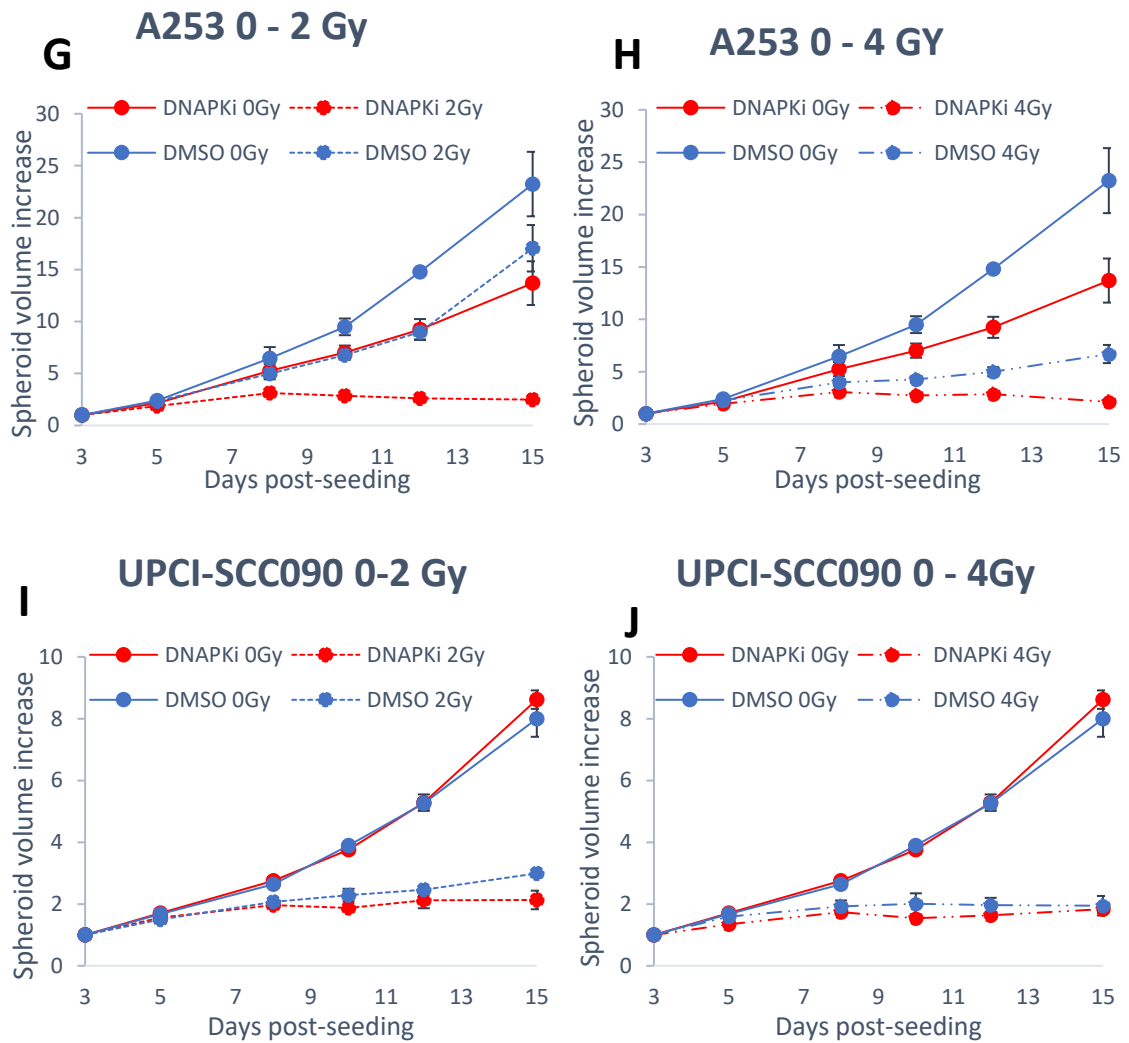 A253 0 - 2 Gy
G
DNAPKi 0Gy
DNAPKi 2Gy
DMSO 0Gy
DMSO 2Gy
Spheroid volume increase
30
25
20
15
10
5
0
3 5 7 9 11 13 15
Days post-seeding
A253 0 - 4 GY
H
DNAPKi 0Gy
DNAPKi 4Gy
DMSO 0Gy
DMSO 4Gy
Spheroid volume increase
30
25
20
15
10
5
0
3 5 7 9 11 13 15
Days post-seeding
UPCI-SCC090 0-2 Gy
I
DNAPKi 0Gy
DNAPKi 2Gy
DMSO 0Gy
DMSO 2Gy
Spheroid volume increase
10
8
6
4
2
0
3 5 7 9 11 13 15
Days post-seeding
UPCI-SCC090 0 - 4Gy
J
DNAPKi 0Gy
DNAPKi 4Gy
DMSO 0Gy
DMSO 4Gy
Spheroid volume increase
10
8
6
4
2
0
3 5 7 9 11 13 15
Days post-seeding